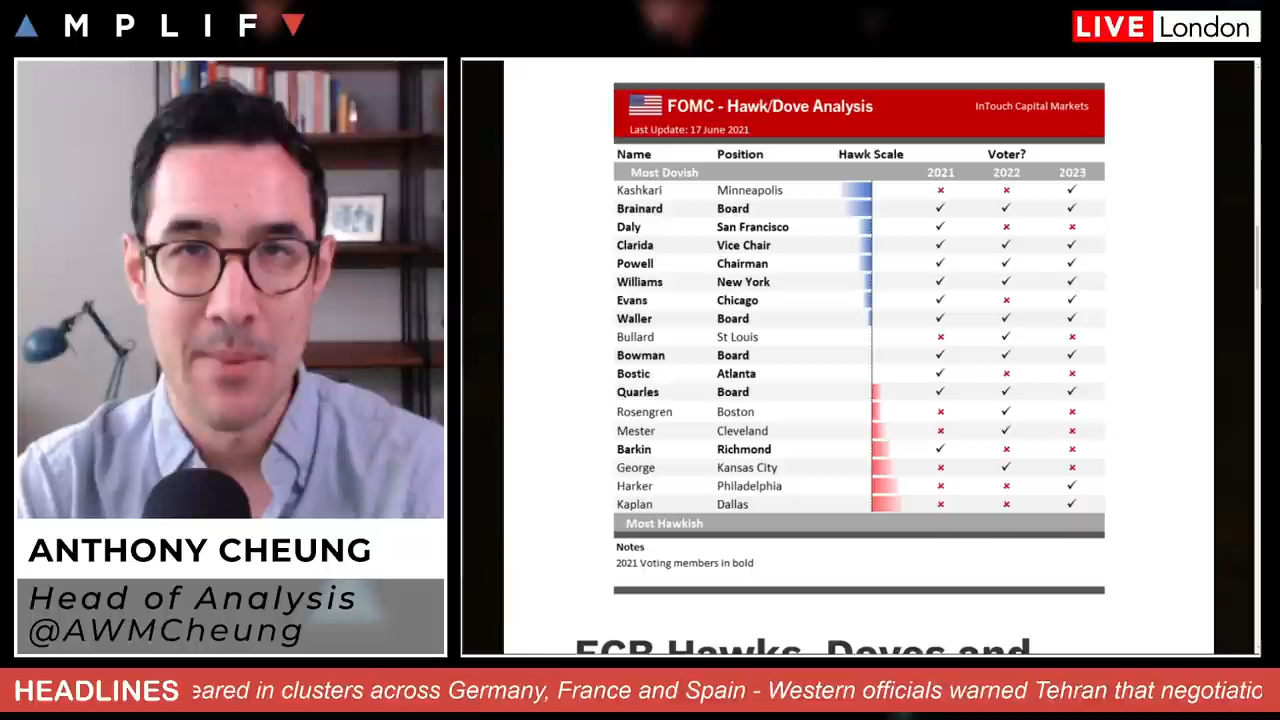 ▲ M P L I F ▼
LIVE London
FOMC - Hawk/Dove Analysis
InTouch Capital Markets
Last Update: 17 June 2021
Name Position Hawk Scale Voter?
Most Dovish 2021 2022 2023
Kashkari Minneapolis × × ✓
Brainard Board ✓ ✓ ✓
Daly San Francisco ✓ × ×
Clarida Vice Chair ✓ ✓ ✓
Powell Chairman ✓ ✓ ✓
Williams New York ✓ ✓ ✓
Evans Chicago ✓ × ✓
Waller Board ✓ ✓ ✓
Bullard St Louis × ✓ ×
Bowman Board ✓ ✓ ✓
Bostic Atlanta ✓ × ×
Quarles Board ✓ ✓ ✓
Rosengren Boston × ✓ ×
Mester Cleveland × ✓ ×
Barkin Richmond ✓ × ×
George Kansas City × ✓ ×
Harker Philadelphia × × ✓
Kaplan Dallas × × ✓
Most Hawkish
Notes
2021 Voting members in bold
ECB Hawks, Doves and
ANTHONY CHEUNG
Head of Analysis
@AWMCheung
HEADLINES eared in clusters across Germany, France and Spain - Western officials warned Tehran that negotiatio